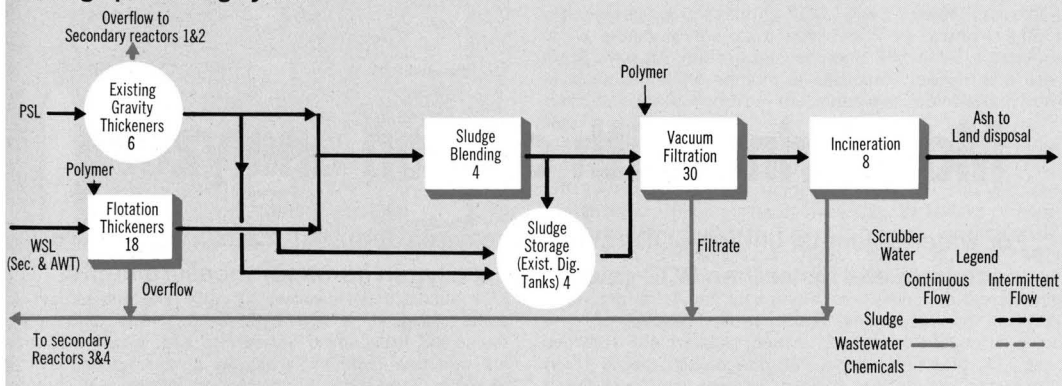 Overflow to
Secondary reactors 1&2
PSL
Existing
Gravity
Thickeners
6
Polymer
Flotation
Thickeners
18
WSL
(Sec. & AWT)
Overflow
To secondary
Reactors 3&4
Sludge
Blending
4
Sludge
Storage
(Exist. Dig.
Tanks) 4
Polymer
Vacuum
Filtration
30
Filtrate
Incineration
8
Ash to
Land disposal
Scrubber
Water
Legend
Continuous
Flow
Intermittent
Flow
Sludge
Wastewater
Chemicals